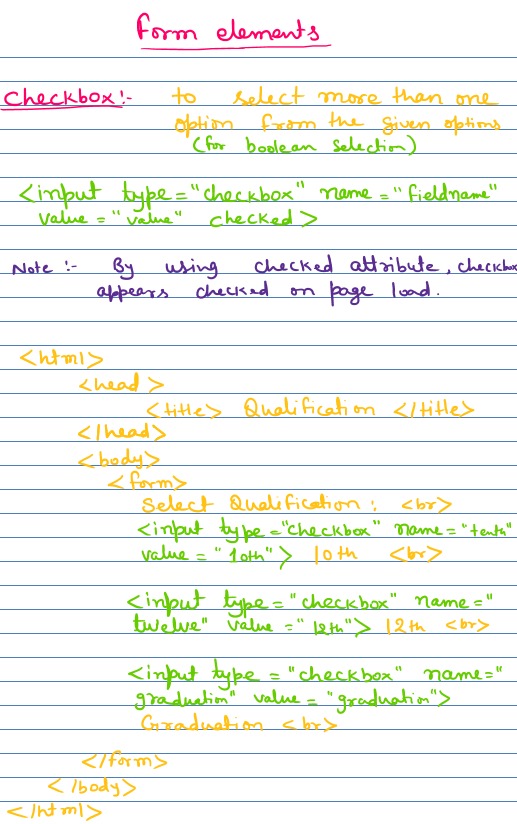 Form elements
Checkbox :- to select more than one
option from the given options
(for boolean selection)
<input type = "checkbox" name = "fieldname"
value = "value" checked >
Note :- By using checked attribute, checkbox
appears checked on page load.
<html>
<head >
<title> Qualification </title>
</head>
<body>
<form>
Select Qualification : <br>
<input type = "checkbox" name = "tenth"
value = "10th" > 10th <br>
<input type = "checkbox" name = "
twelve" value = "12th"> 12th <br>
<input type = "checkbox" name = "
graduation" value = "graduation">
Graduation <br>
</form>
</body>
</html>